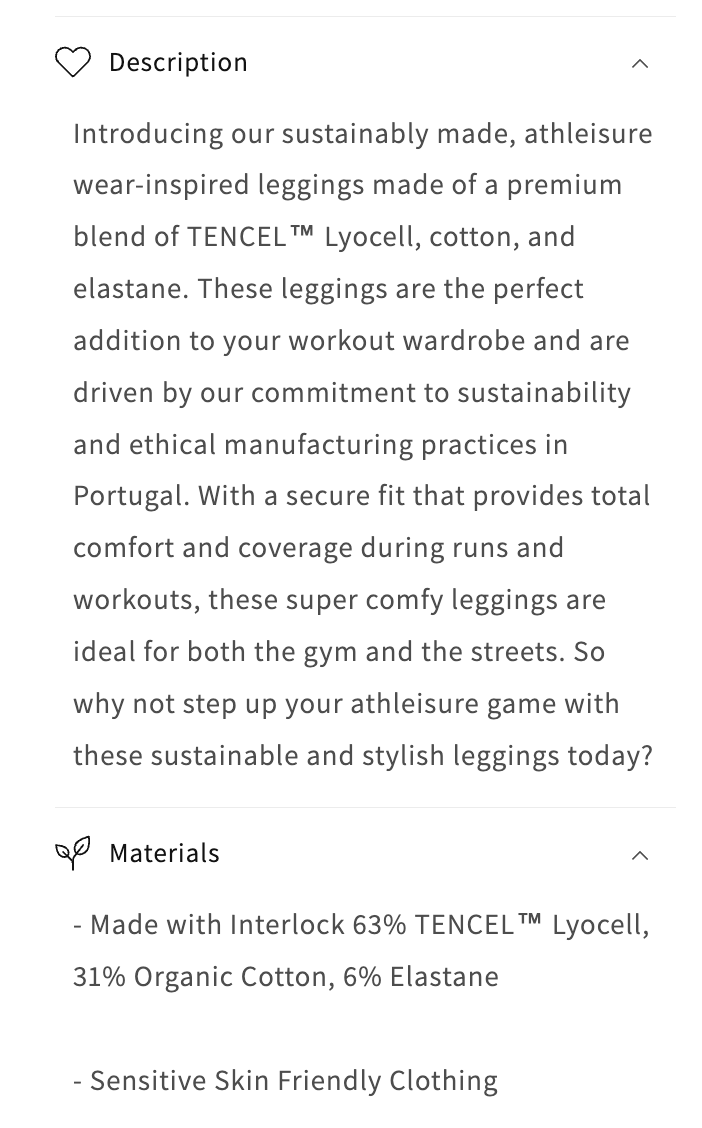 Description
Introducing our sustainably made, athleisure
wear-inspired leggings made of a premium
blend of TENCEL™ Lyocell, cotton, and
elastane. These leggings are the perfect
addition to your workout wardrobe and are
driven by our commitment to sustainability
and ethical manufacturing practices in
Portugal. With a secure fit that provides total
comfort and coverage during runs and
workouts, these super comfy leggings are
ideal for both the gym and the streets. So
why not step up your athleisure game with
these sustainable and stylish leggings today?
Materials
- Made with Interlock 63% TENCEL™ Lyocell,
31% Organic Cotton, 6% Elastane
- Sensitive Skin Friendly Clothing